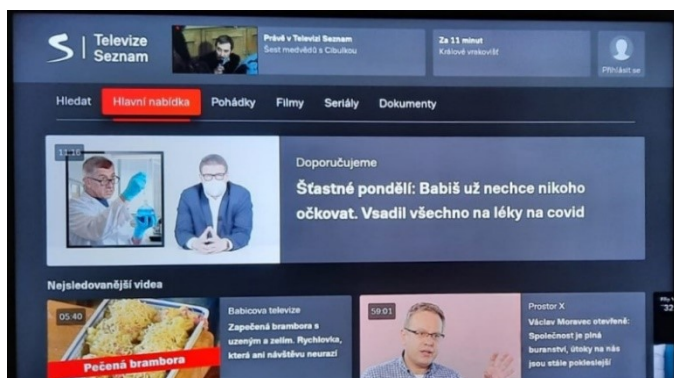 Televize
Seznam
Právě v Televizi Seznam
Šest medvědů s Cibulkou
Za 11 minut
Králové vrakovišť
Přihlásit se
Hledat
Hlavní nabídka
Pohádky
Filmy
Seriály
Dokumenty
11:16
Doporučujeme
Šťastné pondělí: Babiš už nechce nikoho
očkovat. Vsadil všechno na léky na covid
Nejsledovanější videa
05:40
Pečená brambora
Babicova televize
Zapečená brambora s
uzeným a zelím. Rychlovka,
která ani návštěvu neurazí
59:01
Prostor X
Václav Moravec otevřeně:
Společnost je plná
buranství, útoky na nás
jsou stále pokleslejší